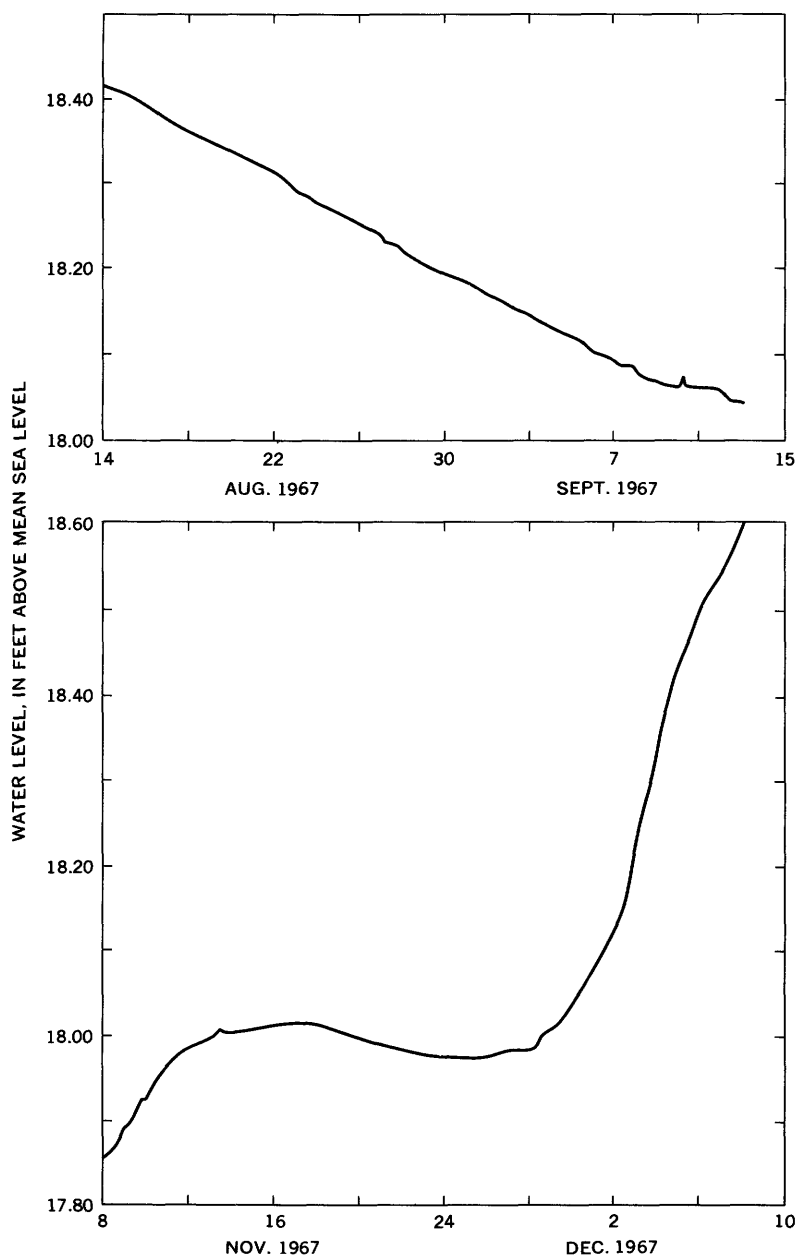 WATER LEVEL, IN FEET ABOVE MEAN SEA LEVEL
18.40
18.20
18.00
14 22 30 7 15
AUG. 1967 SEPT. 1967
18.60
18.40
18.20
18.00
17.80
8 16 24 2 10
NOV. 1967 DEC. 1967